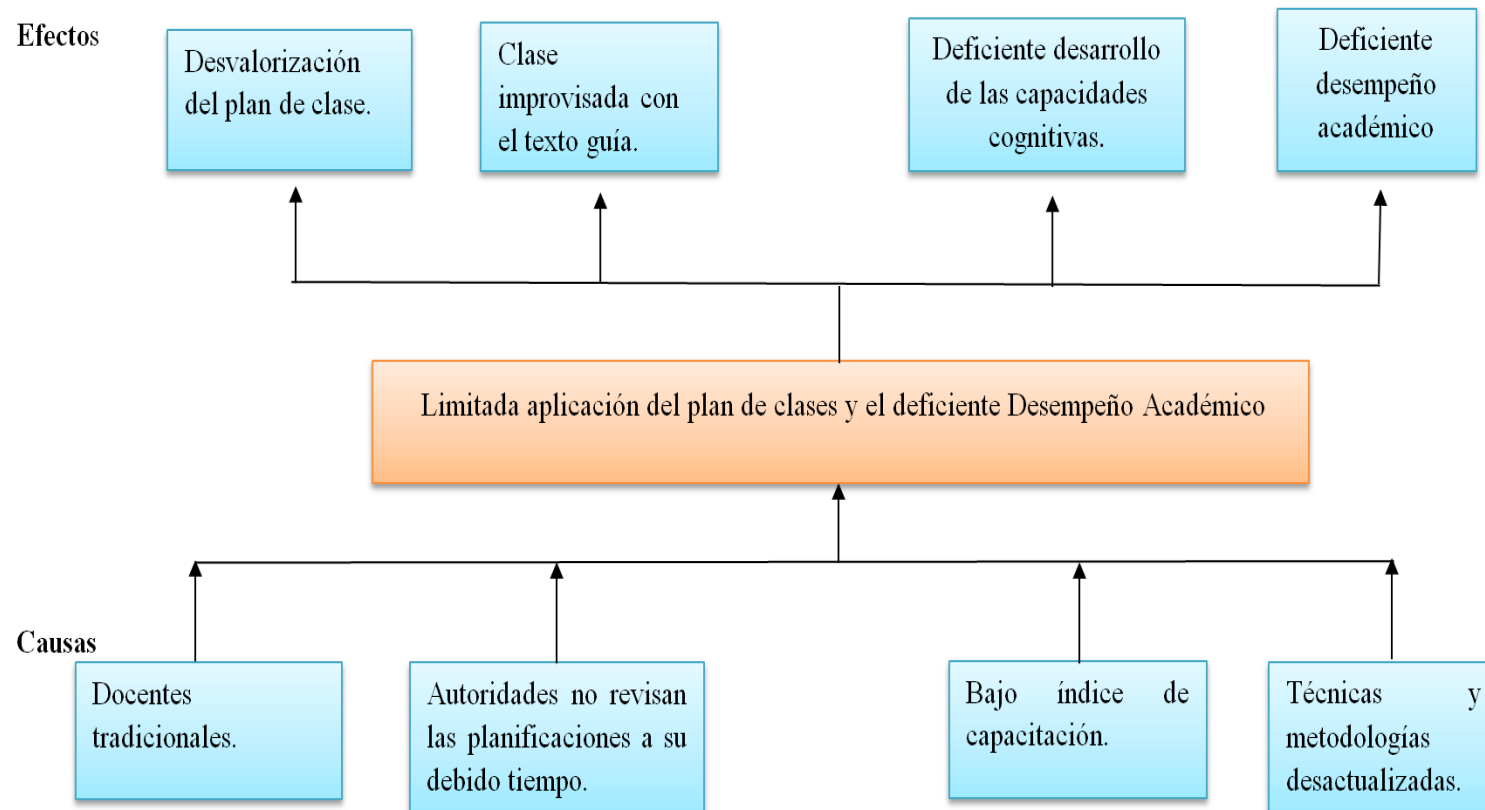 Efectos
Desvalorización
del plan de clase.
Clase
improvisada con
el texto guía.
Deficiente desarrollo
de las capacidades
cognitivas.
Deficiente
desempeño
académico
Limitada aplicación del plan de clases y el deficiente Desempeño Académico
Causas
Docentes
tradicionales.
Autoridades no revisan
las planificaciones a su
debido tiempo.
Bajo índice de
capacitación.
Técnicas y
metodologías
desactualizadas.